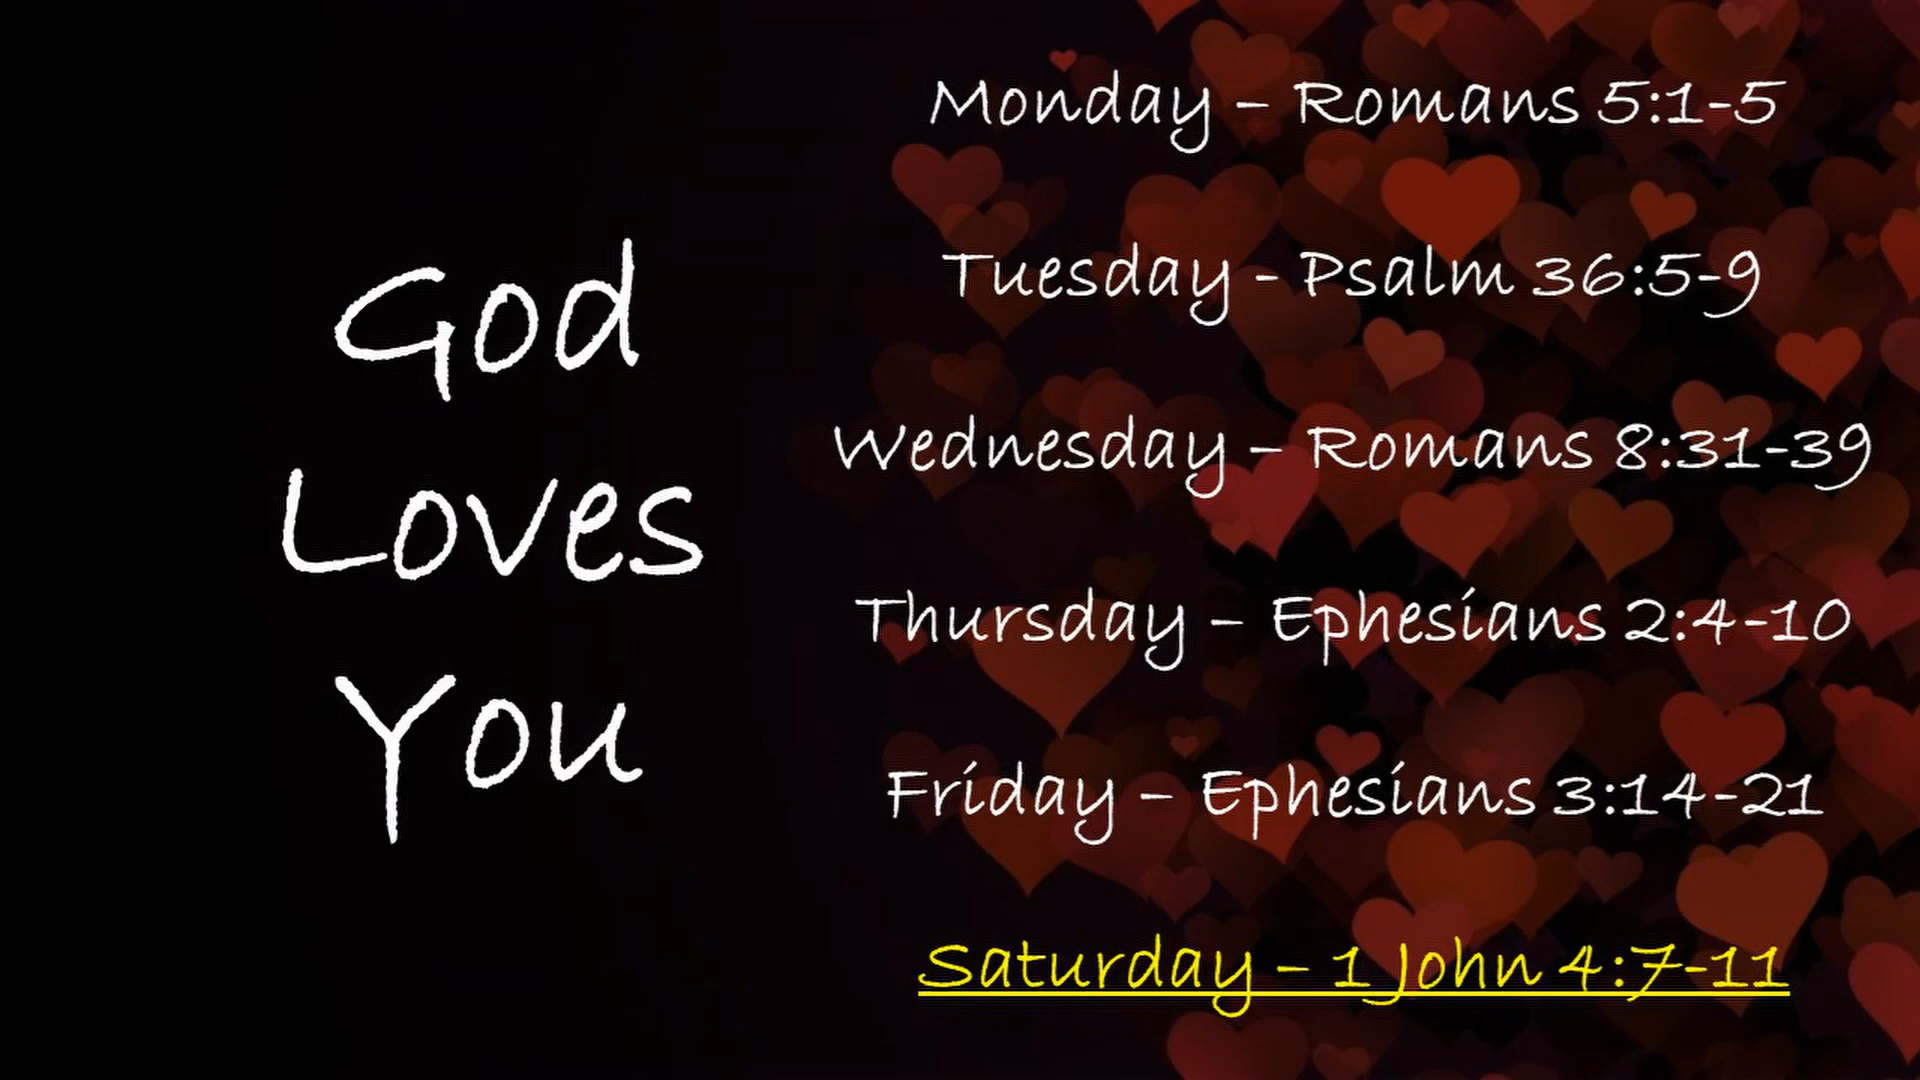 God
Loves
You
Monday – Romans 5:1-5
Tuesday - Psalm 36:5-9
Wednesday – Romans 8:31-39
Thursday – Ephesians 2:4-10
Friday – Ephesians 3:14-21
Saturday – 1 John 4:7-11